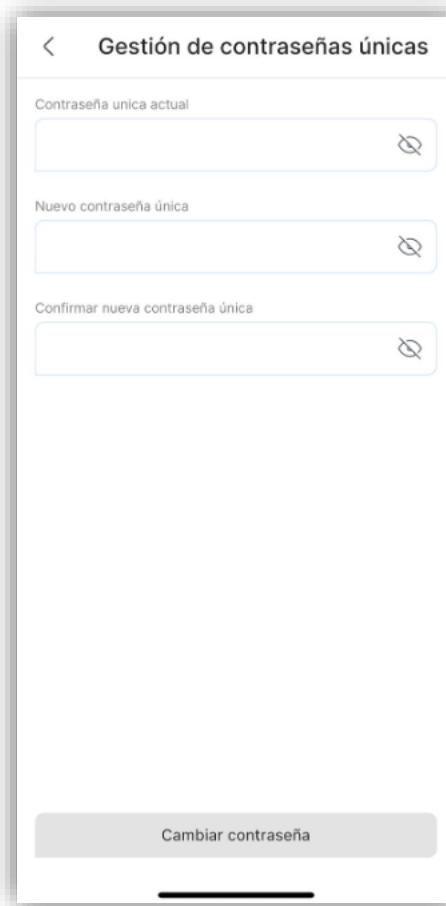 Gestión de contraseñas únicas
Contraseña unica actual
Nuevo contraseña única
Confirmar nueva contraseña única
Cambiar contraseña